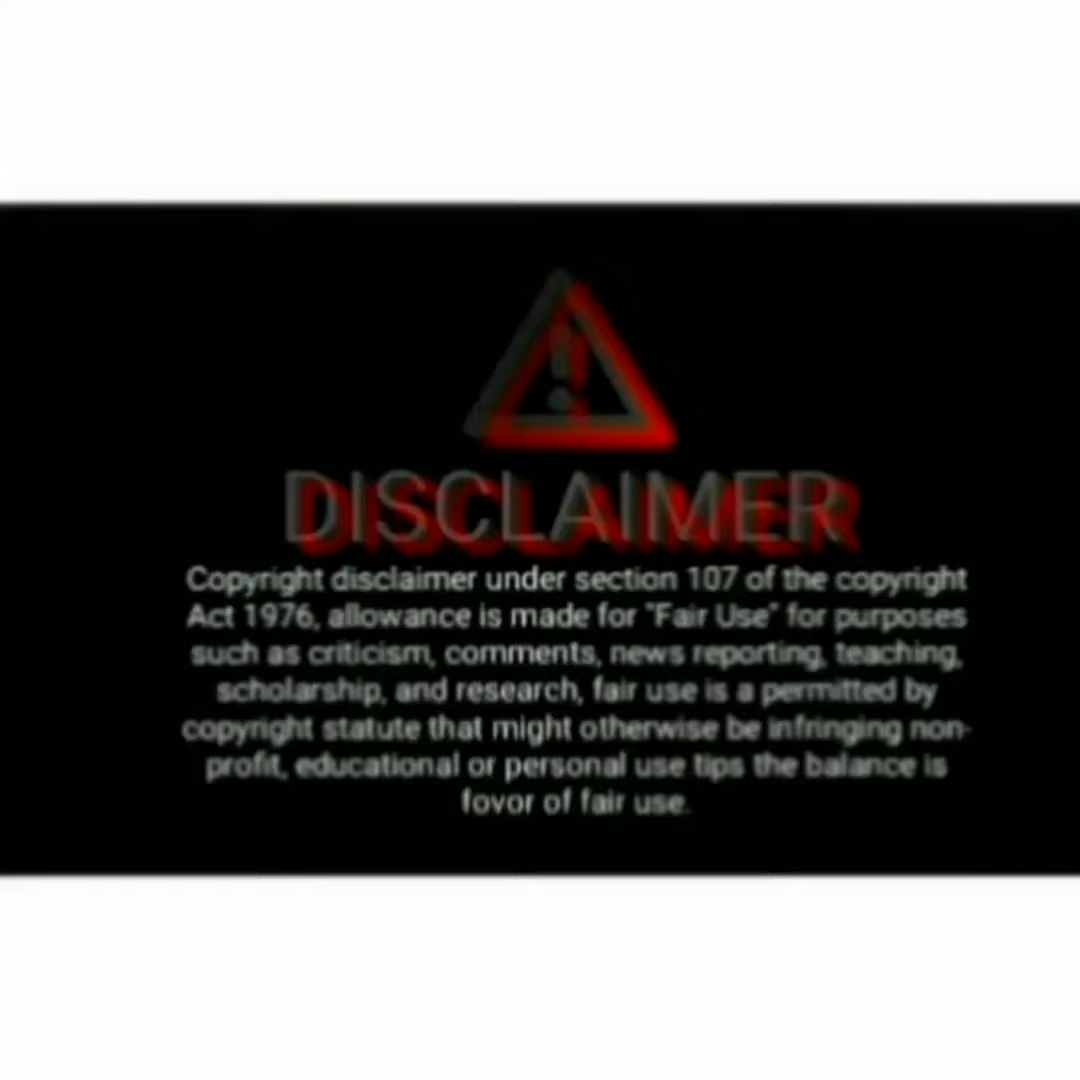 DISCLAIMER
Copyright disclaimer under section 107 of the copyright
Act 1976, allowance is made for "Fair Use" for purposes
such as criticism, comments, news reporting, teaching,
scholarship, and research, fair use is a permitted by
copyright statute that might otherwise be infringing non-
profit, educational or personal use tips the balance is
fovor of fair use.